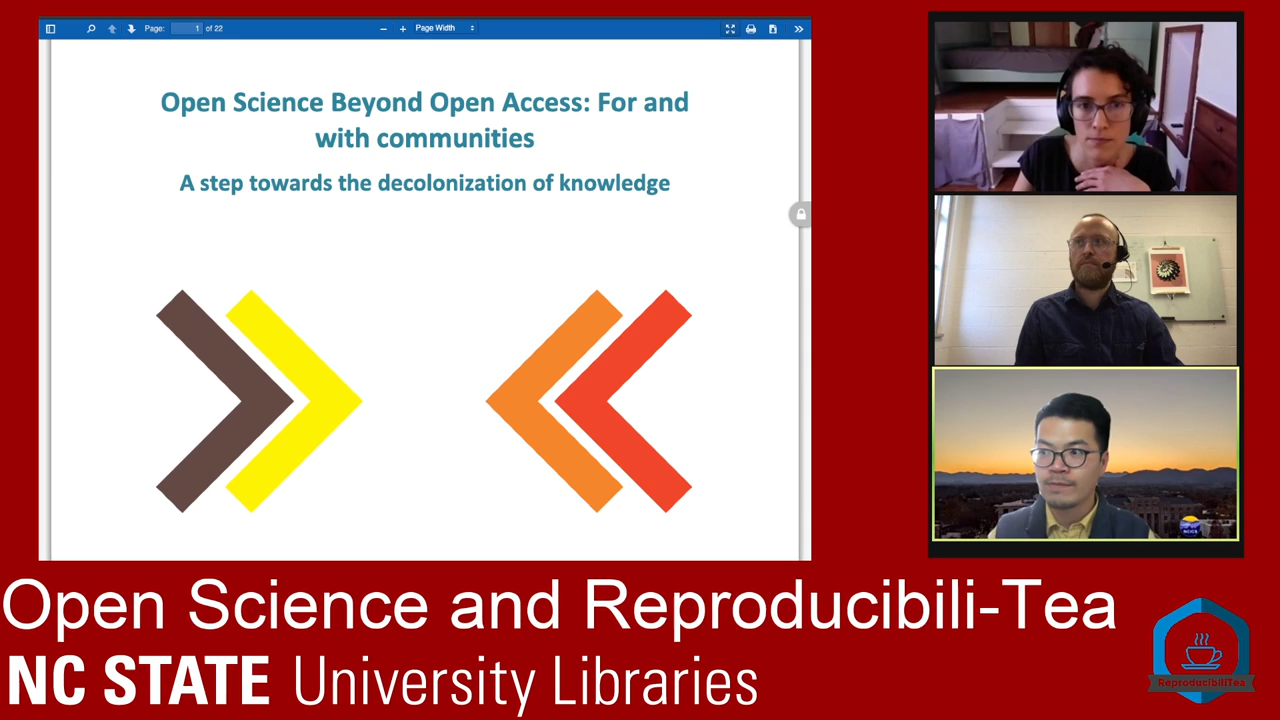 Page: 1 of 22 Page Width
Open Science Beyond Open Access: For and
with communities
A step towards the decolonization of knowledge
NCICS
Open Science and Reproducibili-Tea
NC STATE University Libraries
ReproducibiliTea